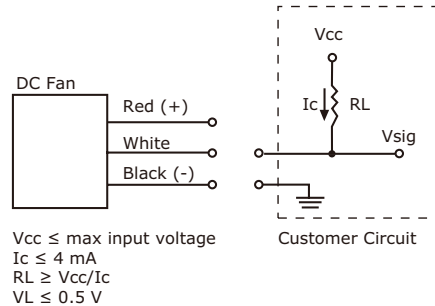 Vcc
DC Fan
Red (+)
Ic
RL
White
Vsig
Black (-)
Vcc ≤ max input voltage
Customer Circuit
Ic ≤ 4 mA
RL ≥ Vcc/Ic
VL ≤ 0.5 V